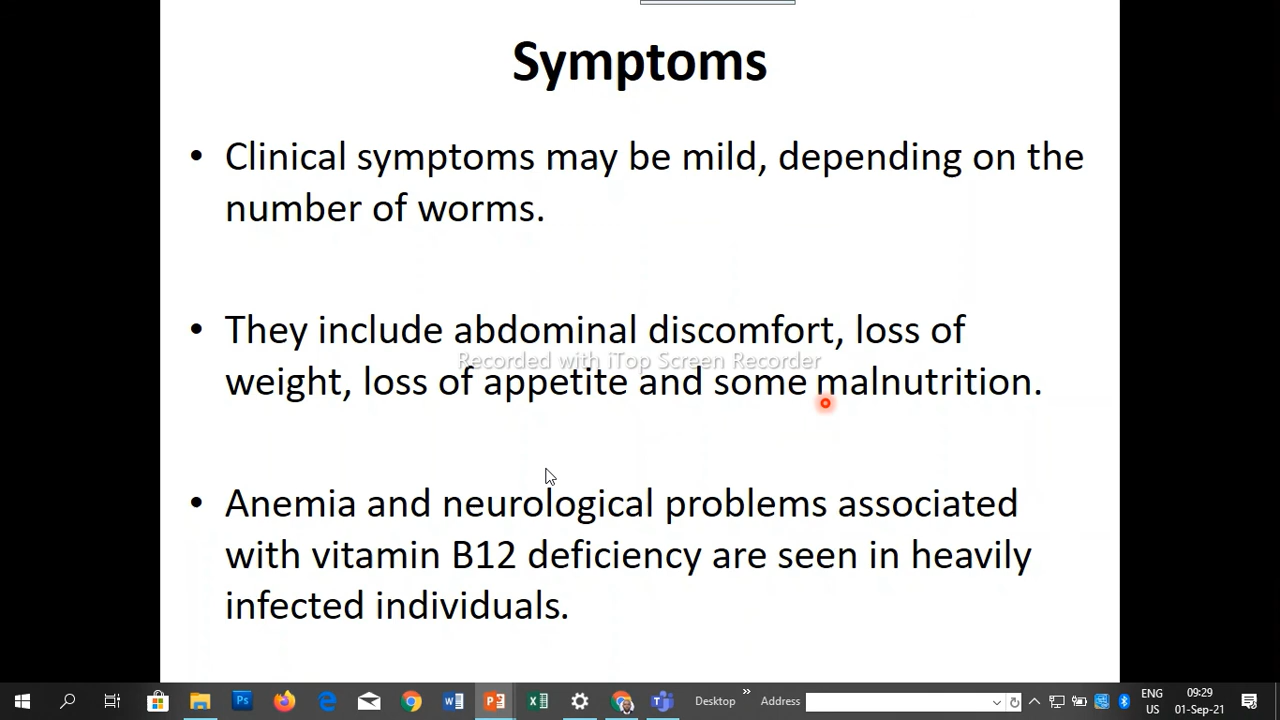 Symptoms
• Clinical symptoms may be mild, depending on the
number of worms.
• They include abdominal discomfort, loss of
Recorded with iTop Screen Recorder
weight, loss of appetite and some malnutrition.
• Anemia and neurological problems associated
with vitamin B12 deficiency are seen in heavily
infected individuals.
Desktop
Address
ENG
US
09:29
01-Sep-21